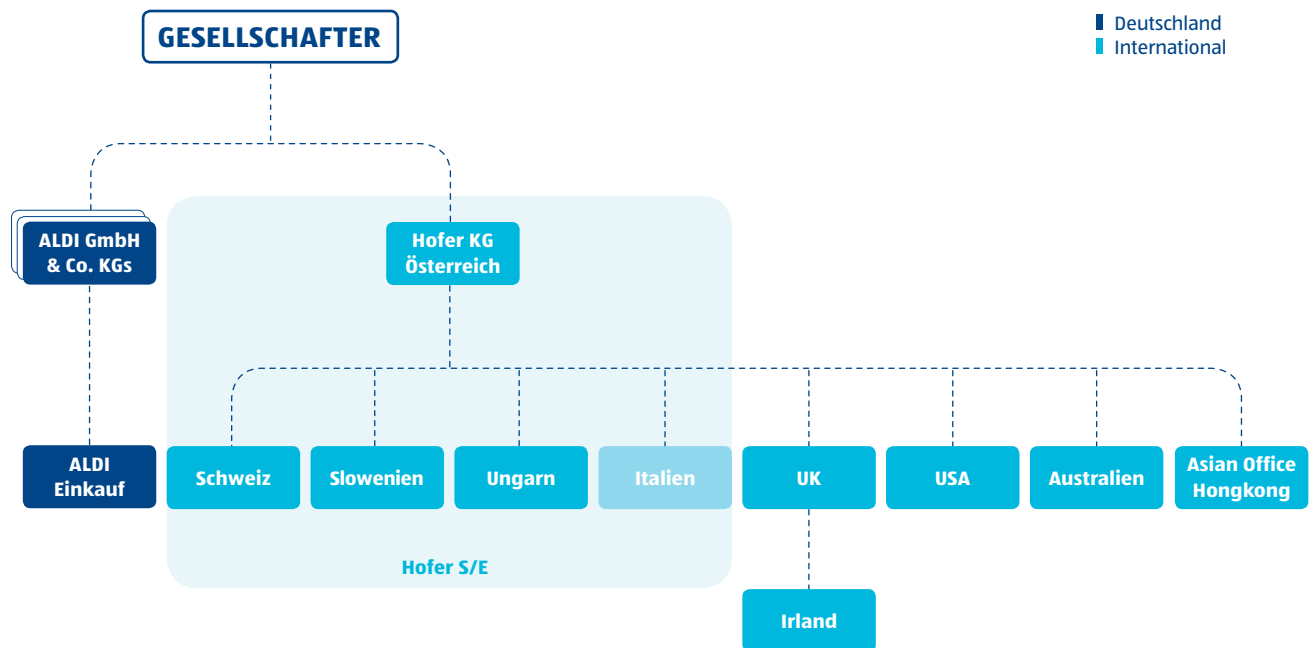 GESELLSCHAFTER
Deutschland
International
ALDI GmbH
& Co. KGs
Hofer KG
Österreich
ALDI
Einkauf
Schweiz
Slowenien
Ungarn
Italien
UK
USA
Australien
Asian Office
Hongkong
Hofer S/E
Irland